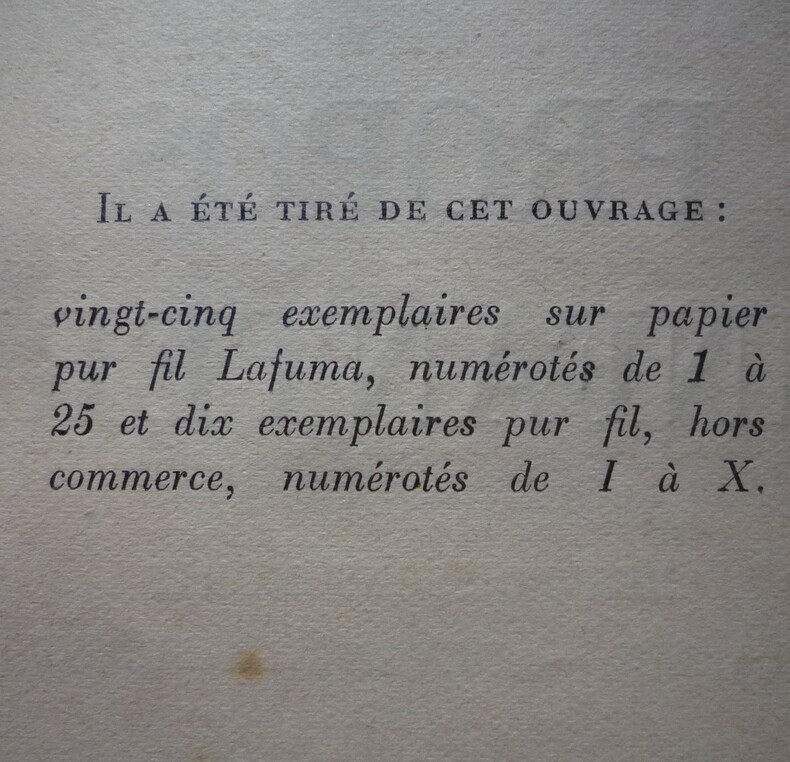 Il a été tiré de cet ouvrage :
vingt-cinq exemplaires sur papier
pur fil Lafuma, numérotés de 1 à
25 et dix exemplaires pur fil, hors
commerce, numérotés de I à X.